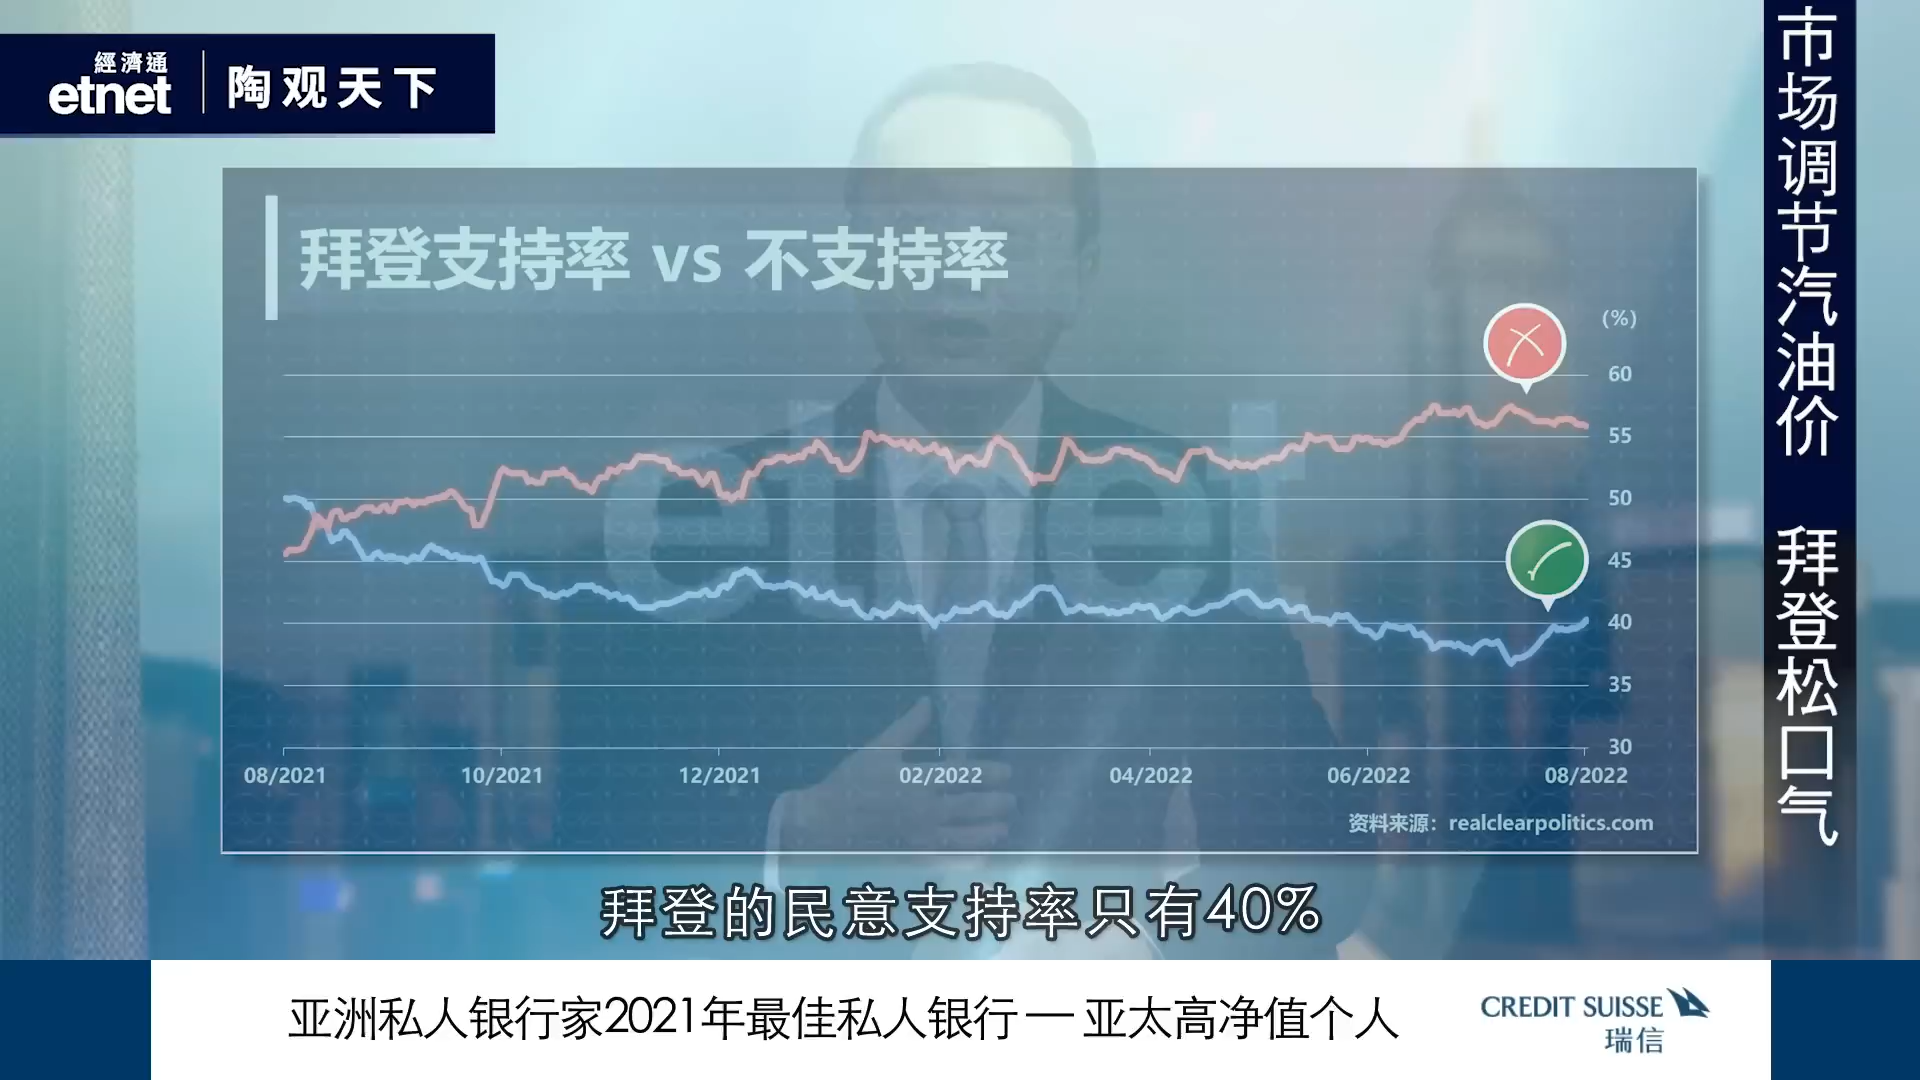 經濟通
etnet
陶观天下
市场调节汽油价 拜登松口气
拜登支持率 vs 不支持率
(%)
60
55
50
45
40
35
30
08/2021 10/2021 12/2021 02/2022 04/2022 06/2022 08/2022
资料来源：realclearpolitics.com
etnet
拜登的民意支持率只有40%
亚洲私人银行家2021年最佳私人银行 — 亚太高净值个人
CREDIT SUISSE
瑞信